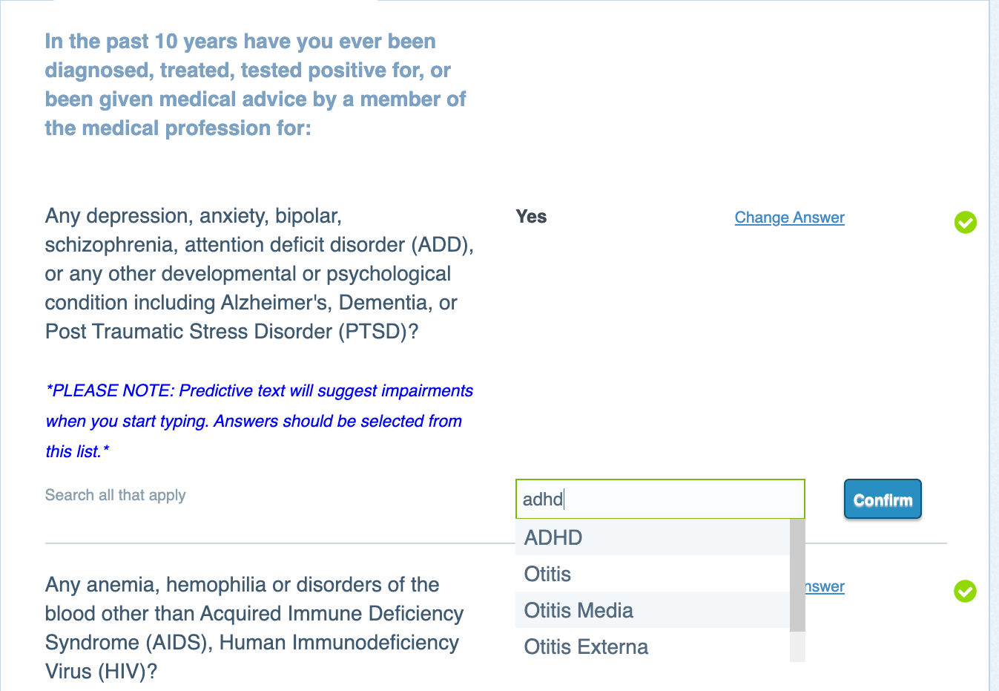 In the past 10 years have you ever been
diagnosed, treated, tested positive for, or
been given medical advice by a member of
the medical profession for:
Any depression, anxiety, bipolar,
schizophrenia, attention deficit disorder (ADD),
or any other developmental or psychological
condition including Alzheimer's, Dementia, or
Post Traumatic Stress Disorder (PTSD)?
Yes
Change Answer
*PLEASE NOTE: Predictive text will suggest impairments
when you start typing. Answers should be selected from
this list.*
Search all that apply
adhd
Confirm
ADHD
Otitis
Otitis Media
Otitis Externa
Any anemia, hemophilia or disorders of the
blood other than Acquired Immune Deficiency
Syndrome (AIDS), Human Immunodeficiency
Virus (HIV)?
nswer